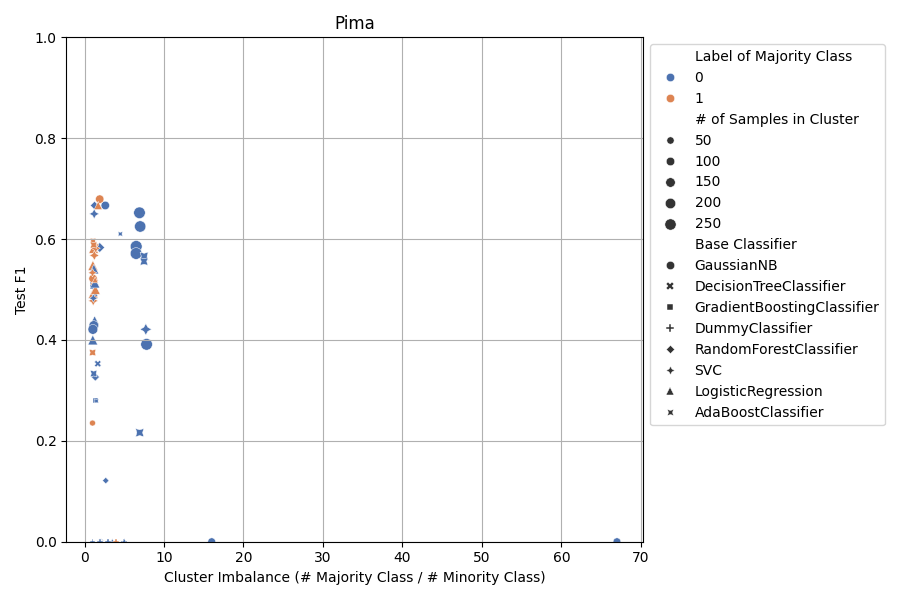 Pima
1.0
0.8
0.6
0.4
0.2
0.0
Test F1
0 10 20 30 40 50 60 70
Cluster Imbalance (# Majority Class / # Minority Class)
Label of Majority Class
0
1
# of Samples in Cluster
50
100
150
200
250
Base Classifier
GaussianNB
DecisionTreeClassifier
GradientBoostingClassifier
DummyClassifier
RandomForestClassifier
SVC
LogisticRegression
AdaBoostClassifier